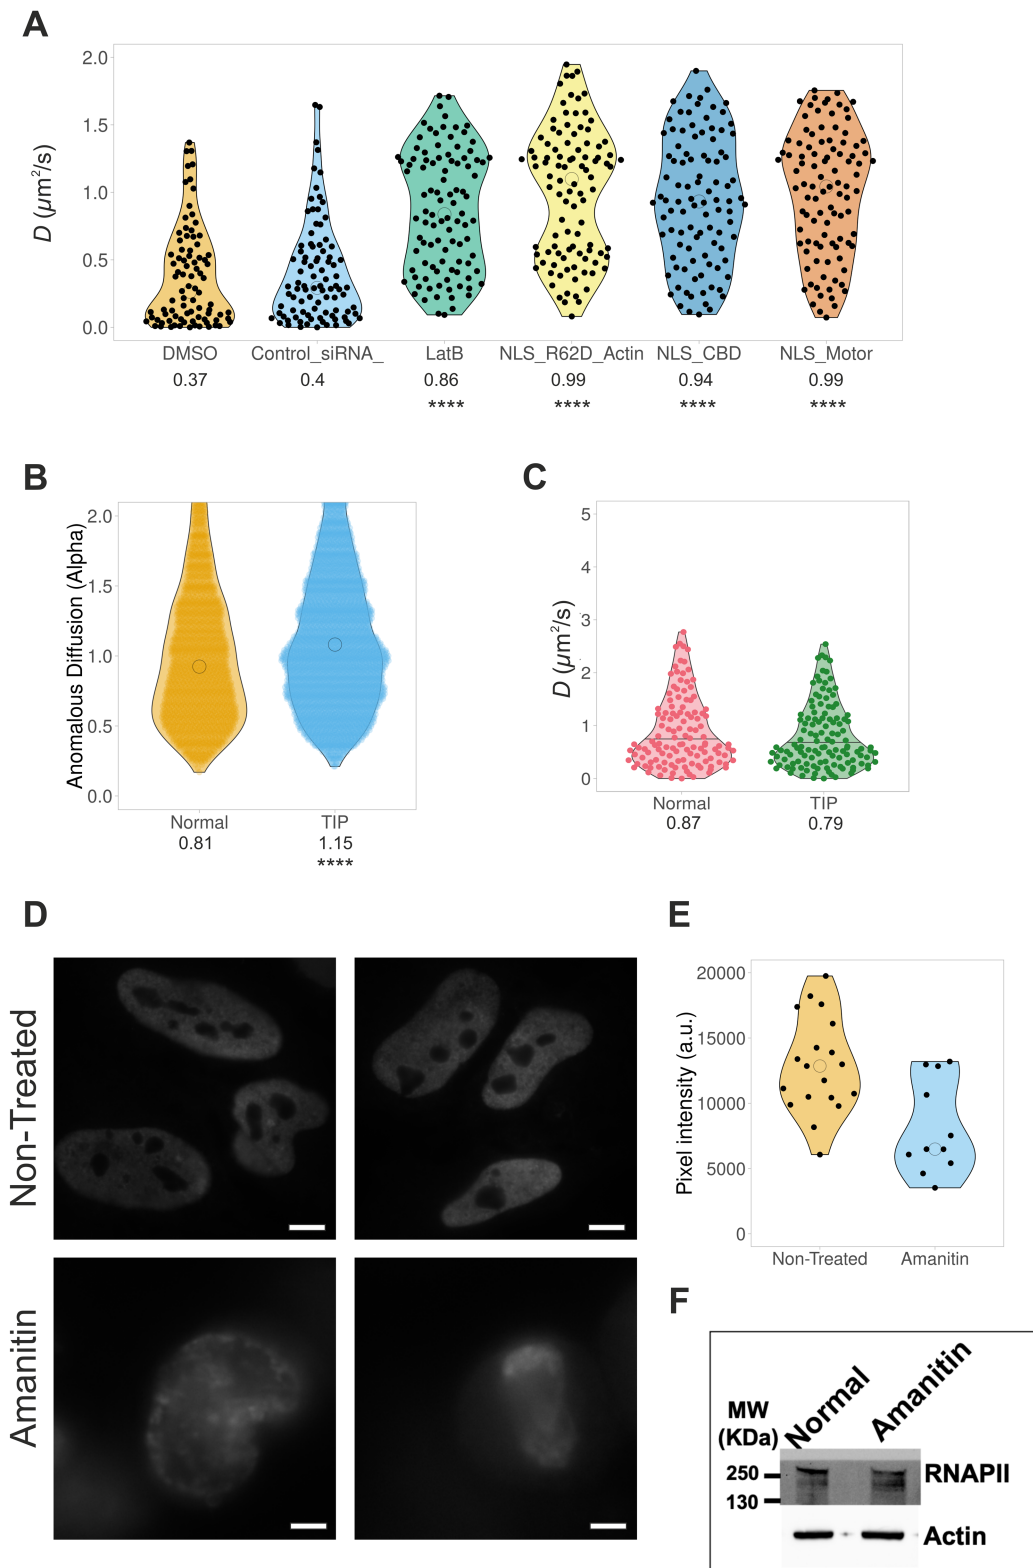 A
D (µm²/s)
2.0
1.5
1.0
0.5
0.0
DMSO Control_siRNA_ LatB NLS_R62D_Actin NLS_CBD NLS_Motor
0.37 0.4 0.86 0.99 0.94 0.99
**** **** **** ****
B
Anomalous Diffusion (Alpha)
2.0
1.5
1.0
0.5
0.0
Normal TIP
0.81 1.15
****
C
D (µm²/s)
5
4
3
2
1
0
Normal TIP
0.87 0.79
D
Non-Treated
Amanitin
E
Pixel intensity (a.u.)
20000
15000
10000
5000
0
Non-Treated Amanitin
F
Normal Amanitin
MW
(KDa)
250 RNAPII
130
Actin